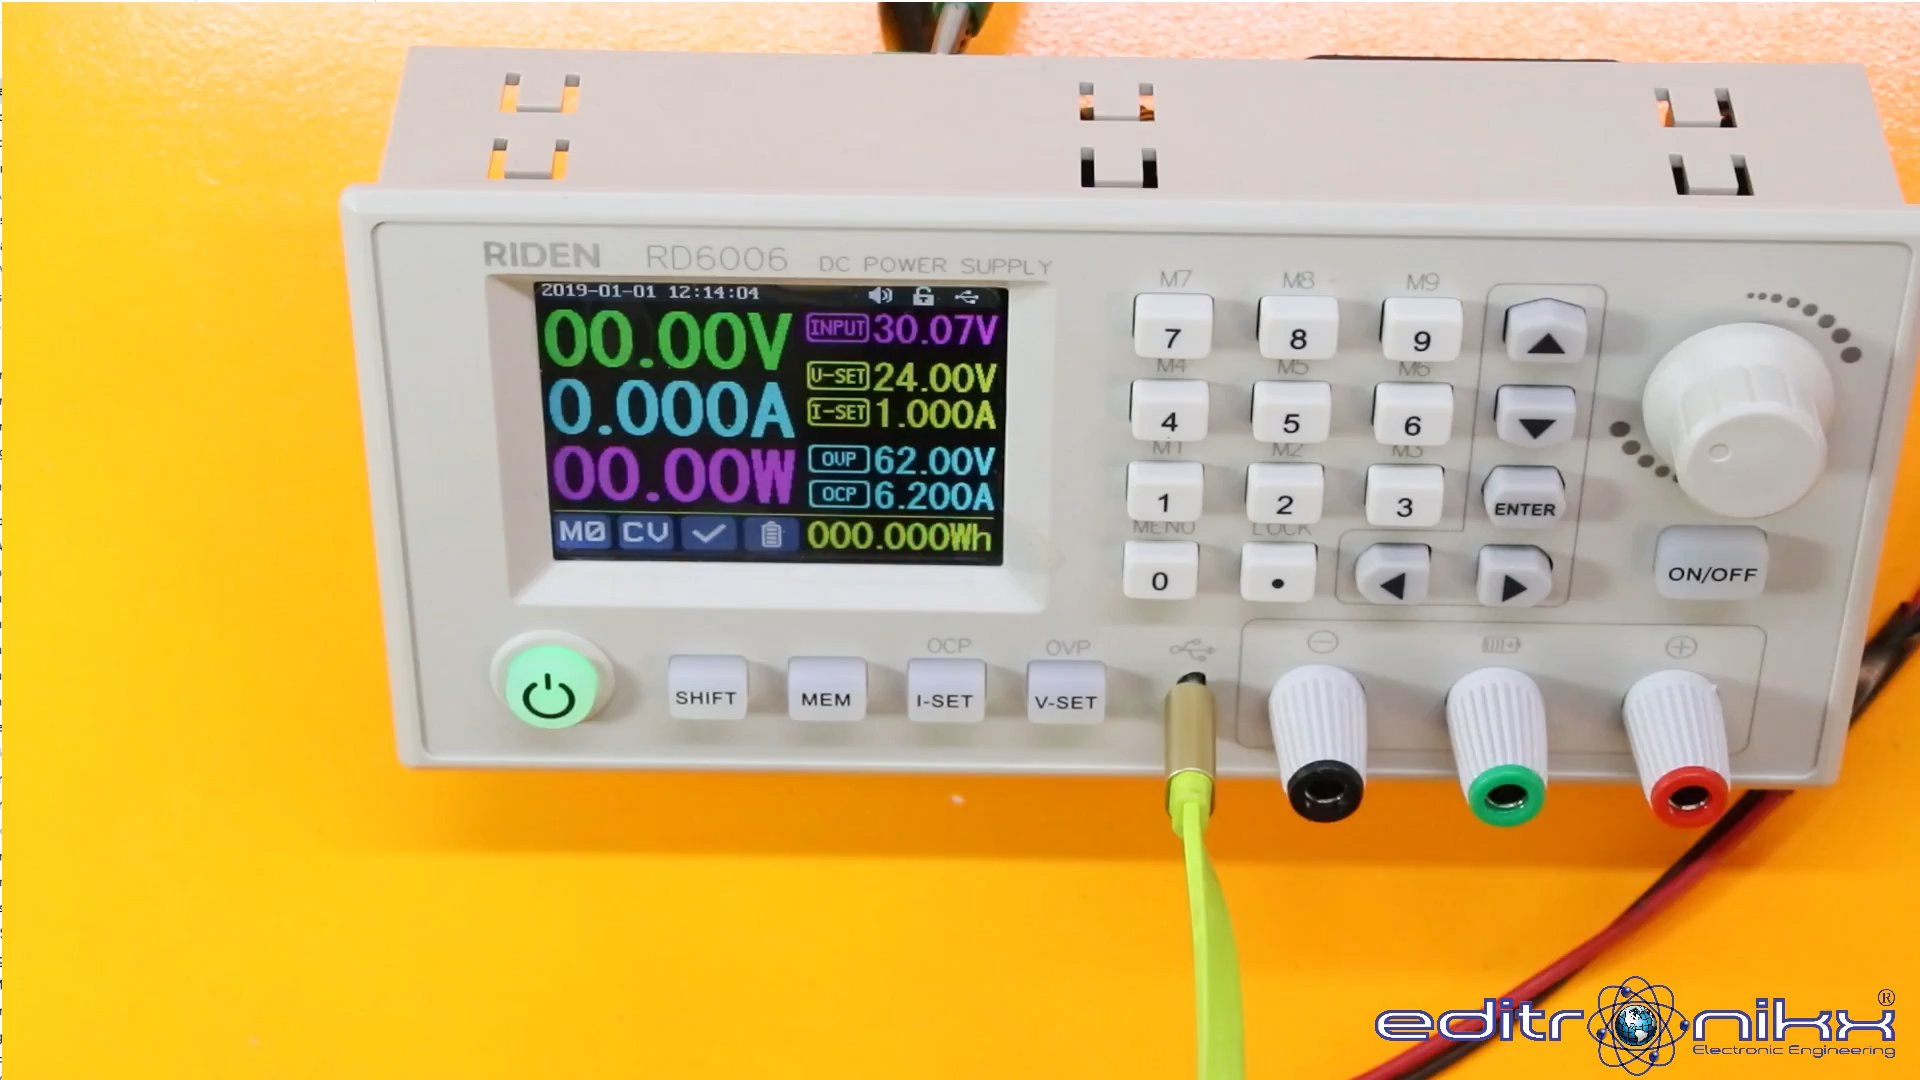 RIDEN RD6006 DC POWER SUPPLY
2019-01-01 12:14:04
00.00V
0.000A
00.00W
INPUT 30.07V
V-SET 24.00V
I-SET 1.000A
OVP 62.00V
OCP 6.200A
M0 CV 000.000Wh
M7 M8 M9
7 8 9
M4 M5 M6
4 5 6
M1 M2 M3
1 2 3
ENTER
MENU LOCK
0 .
ON/OFF
OCP OVP
SHIFT MEM I-SET V-SET
editronikx®
Electronic Engineering